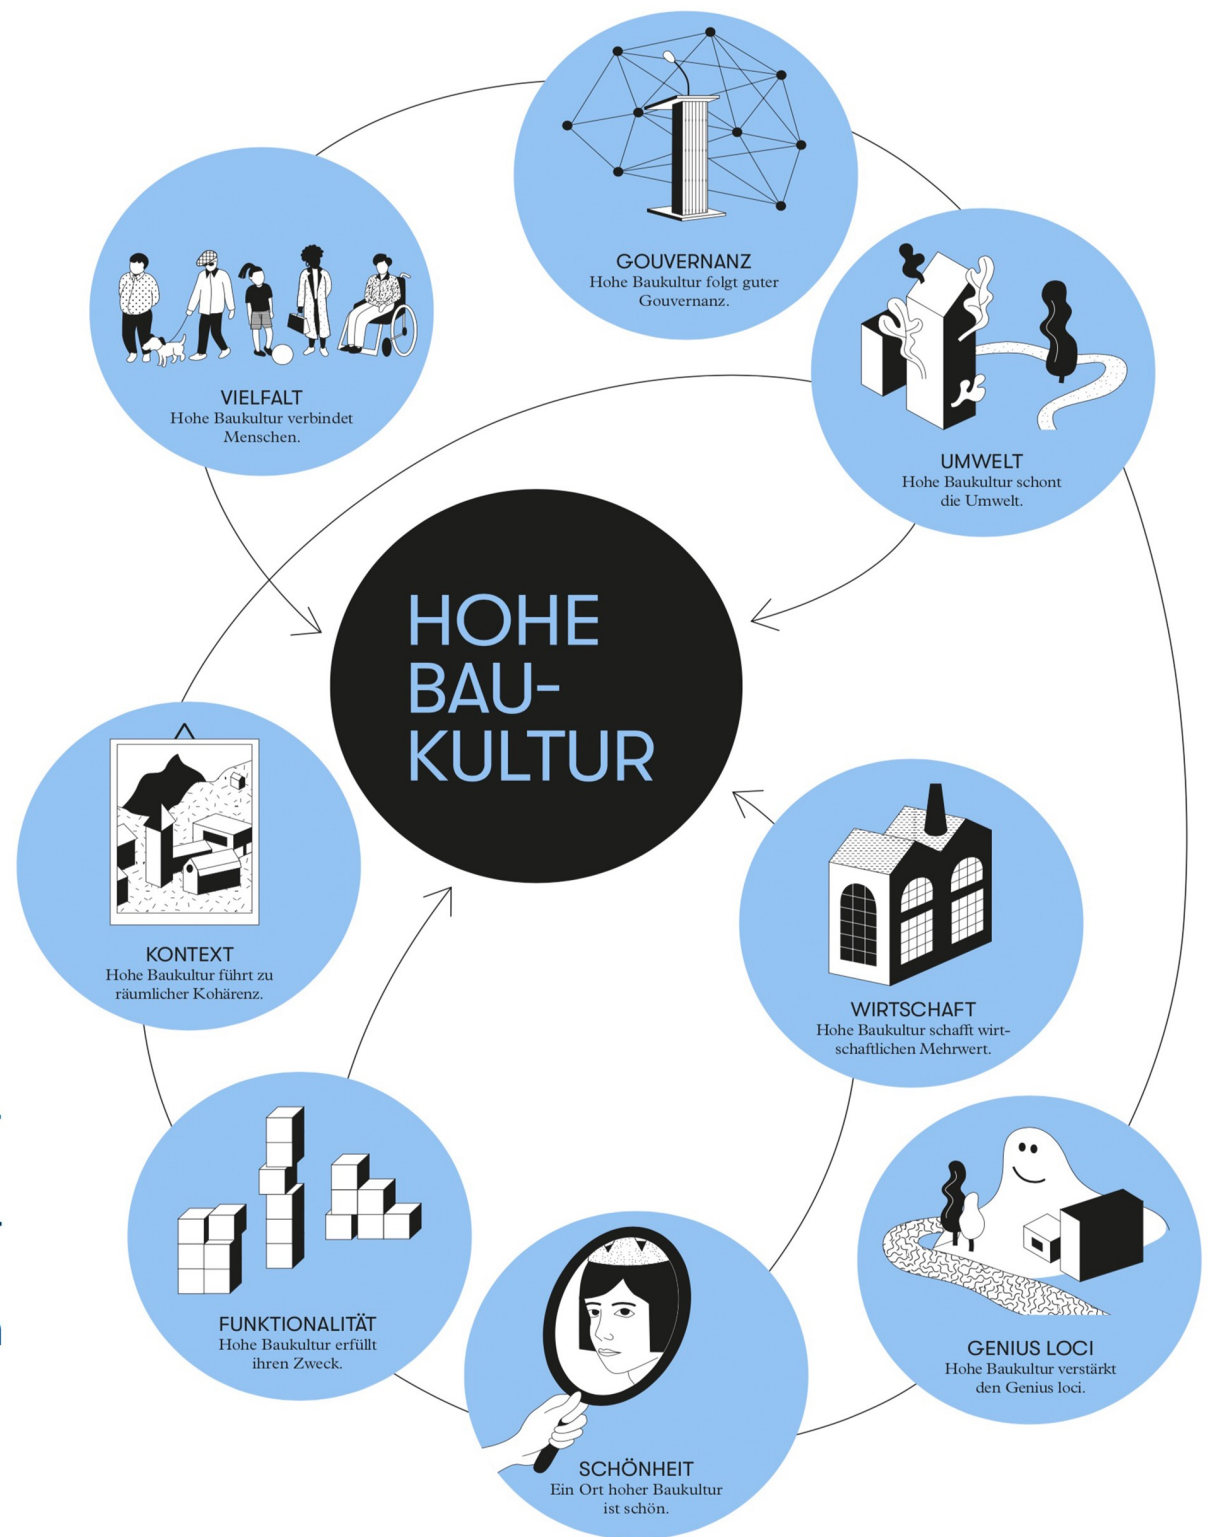 GOUVERNANZ
Hohe Baukultur folgt guter
Gouvernanz.
VIELFALT
Hohe Baukultur verbindet
Menschen.
UMWELT
Hohe Baukultur schont
die Umwelt.
HOHE
BAU-
KULTUR
KONTEXT
Hohe Baukultur führt zu
räumlicher Kohärenz.
WIRTSCHAFT
Hohe Baukultur schafft wirt-
schaftlichen Mehrwert.
FUNKTIONALITÄT
Hohe Baukultur erfüllt
ihren Zweck.
GENIUS LOCI
Hohe Baukultur verstärkt
den Genius loci.
SCHÖNHEIT
Ein Ort hoher Baukultur
ist schön.